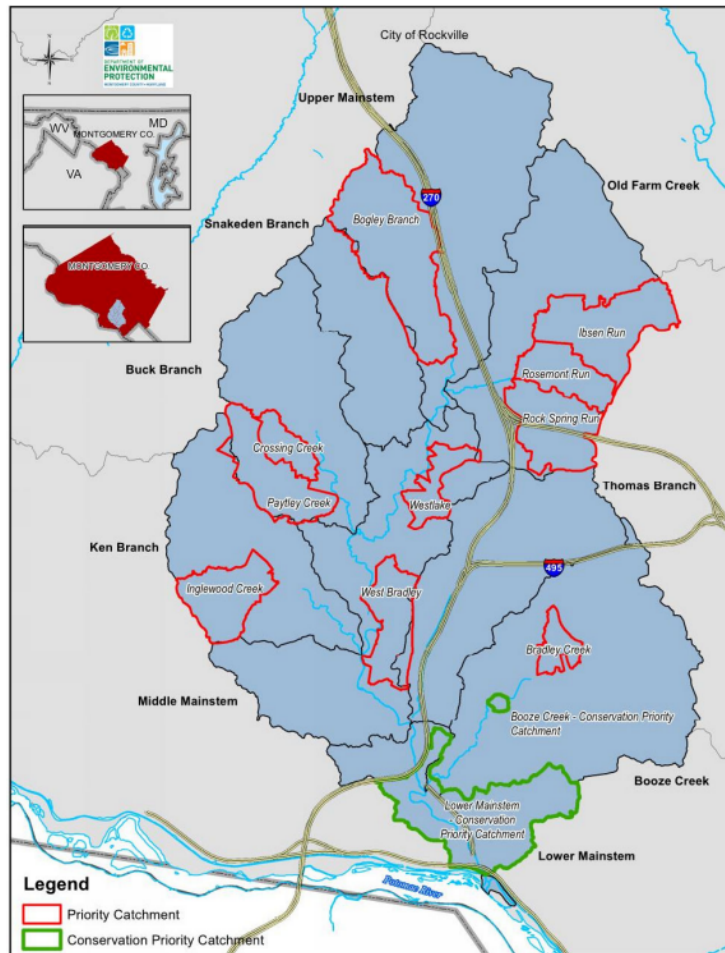 City of Rockville
DEPARTMENT OF
ENVIRONMENTAL
PROTECTION
MONTGOMERY COUNTY • MARYLAND
Upper Mainstem
WV
MD
MONTGOMERY CO.
VA
Old Farm Creek
270
Snakeden Branch
Bogley Branch
MONTGOMERY CO.
Ibsen Run
Buck Branch
Rosemont Run
Rock Spring Run
Crossing Creek
Thomas Branch
Paytley Creek
Westlake
Ken Branch
495
Inglewood Creek
West Bradley
Bradley Creek
Middle Mainstem
Booze Creek - Conservation Priority
Catchment
Booze Creek
Lower Mainstem
- Conservation
Priority Catchment
Lower Mainstem
Potomac River
Legend
Priority Catchment
Conservation Priority Catchment